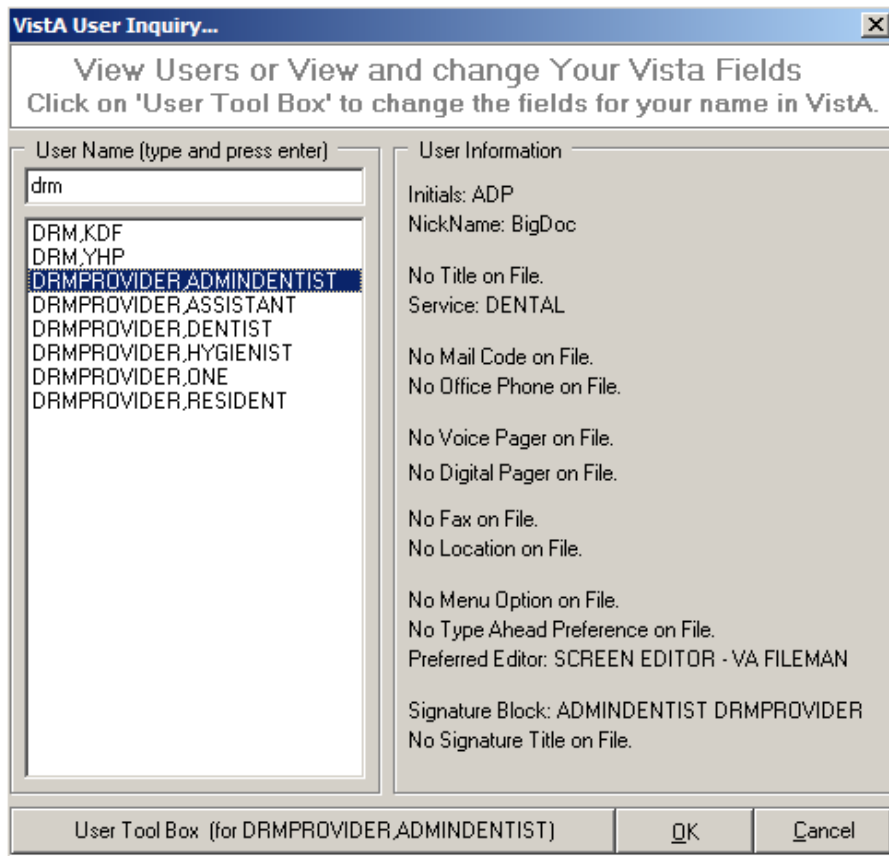 VistA User Inquiry...
View Users or View and change Your Vista Fields
Click on 'User Tool Box' to change the fields for your name in VistA.
User Name (type and press enter)
drm
DRM,KDF
DRM,YHP
DRMPROVIDER,ADMINDENTIST
DRMPROVIDER,ASSISTANT
DRMPROVIDER,DENTIST
DRMPROVIDER,HYGIENIST
DRMPROVIDER,ONE
DRMPROVIDER,RESIDENT
User Information
Initials: ADP
NickName: BigDoc
No Title on File.
Service: DENTAL
No Mail Code on File.
No Office Phone on File.
No Voice Pager on File.
No Digital Pager on File.
No Fax on File.
No Location on File.
No Menu Option on File.
No Type Ahead Preference on File.
Preferred Editor: SCREEN EDITOR - VA FILEMAN
Signature Block: ADMINDENTIST DRMPROVIDER
No Signature Title on File.
User Tool Box (for DRMPROVIDER,ADMINDENTIST)
OK
Cancel